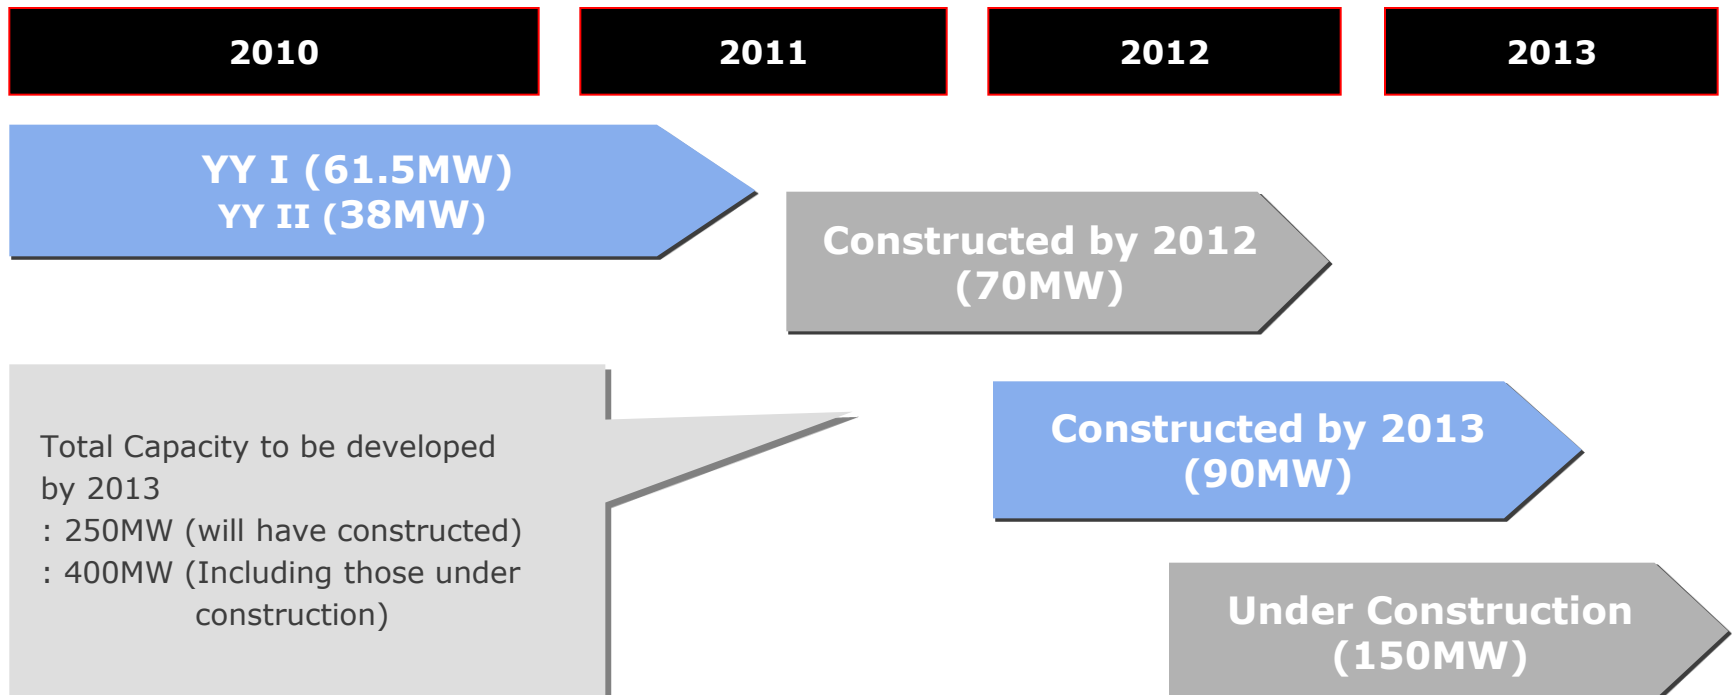 2010
2011
2012
2013
YY I (61.5MW)
YY II (38MW)
Constructed by 2012
(70MW)
Total Capacity to be developed
by 2013
: 250MW (will have constructed)
: 400MW (Including those under
construction)
Constructed by 2013
(90MW)
Under Construction
(150MW)